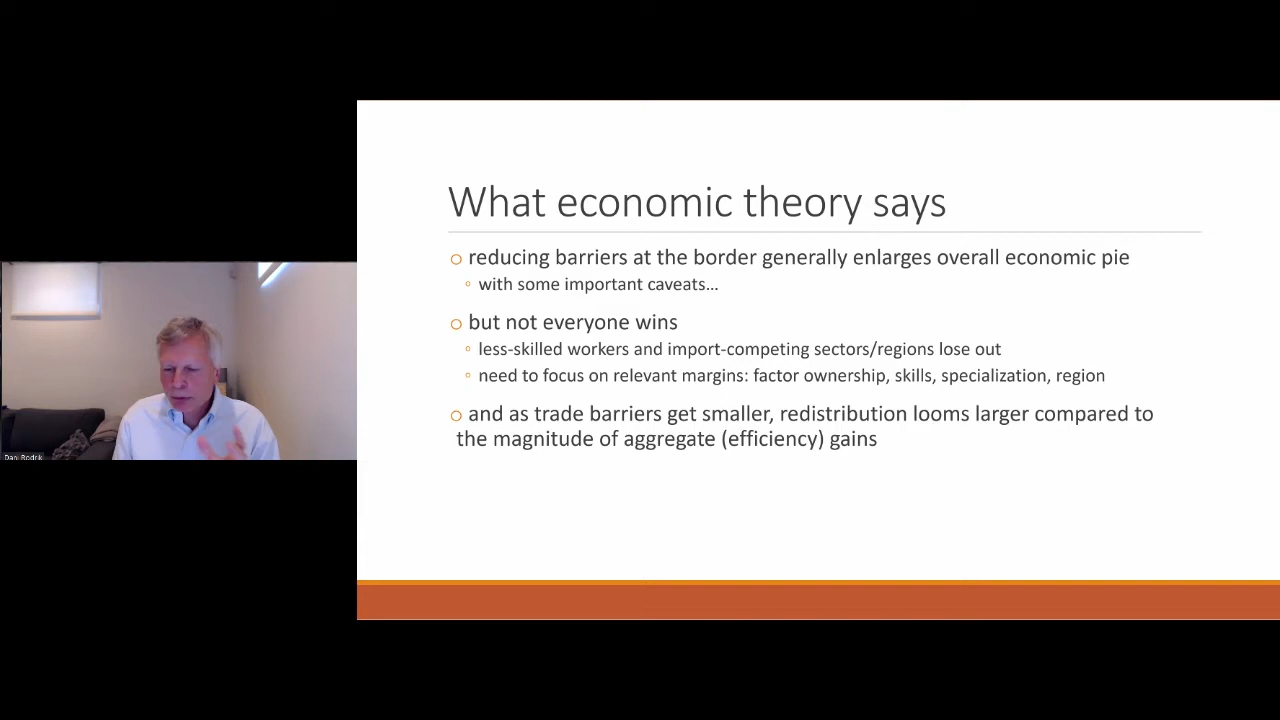 What economic theory says
reducing barriers at the border generally enlarges overall economic pie
with some important caveats…
but not everyone wins
less-skilled workers and import-competing sectors/regions lose out
need to focus on relevant margins: factor ownership, skills, specialization, region
and as trade barriers get smaller, redistribution looms larger compared to
the magnitude of aggregate (efficiency) gains
Dani Rodrik